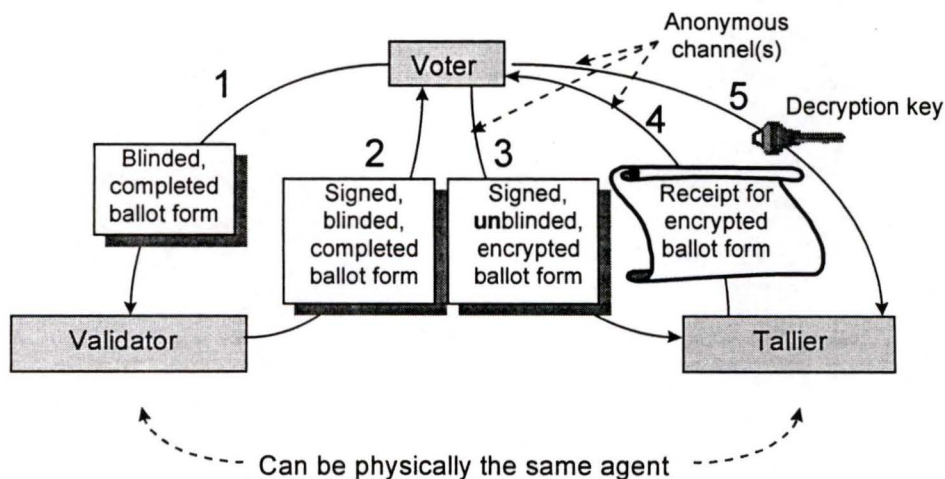 Anonymous
channel(s)
Voter
1
5
Decryption key
4
2
3
Blinded,
completed
ballot form
Signed,
blinded,
completed
ballot form
Signed,
unblinded,
encrypted
ballot form
Receipt for
encrypted
ballot form
Validator
Tallier
Can be physically the same agent